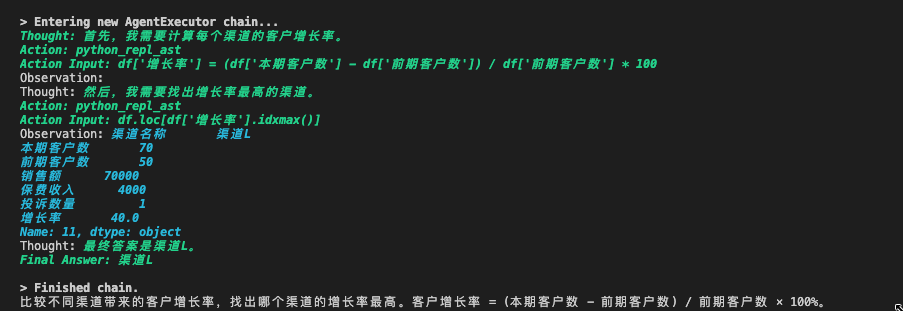 > Entering new AgentExecutor chain...
Thought: 首先，我需要计算每个渠道的客户增长率。
Action: python_repl_ast
Action Input: df['增长率'] = (df['本期客户数'] - df['前期客户数']) / df['前期客户数'] * 100
Observation:
Thought: 然后，我需要找出增长率最高的渠道。
Action: python_repl_ast
Action Input: df.loc[df['增长率'].idxmax()]
Observation: 渠道名称      渠道L
本期客户数       70
前期客户数       50
销售额      70000
保费收入      4000
投诉数量         1
增长率       40.0
Name: 11, dtype: object
Thought: 最终答案是渠道L。
Final Answer: 渠道L
> Finished chain.
比较不同渠道带来的客户增长率，找出哪个渠道的增长率最高。客户增长率 = (本期客户数 - 前期客户数) / 前期客户数 × 100%。